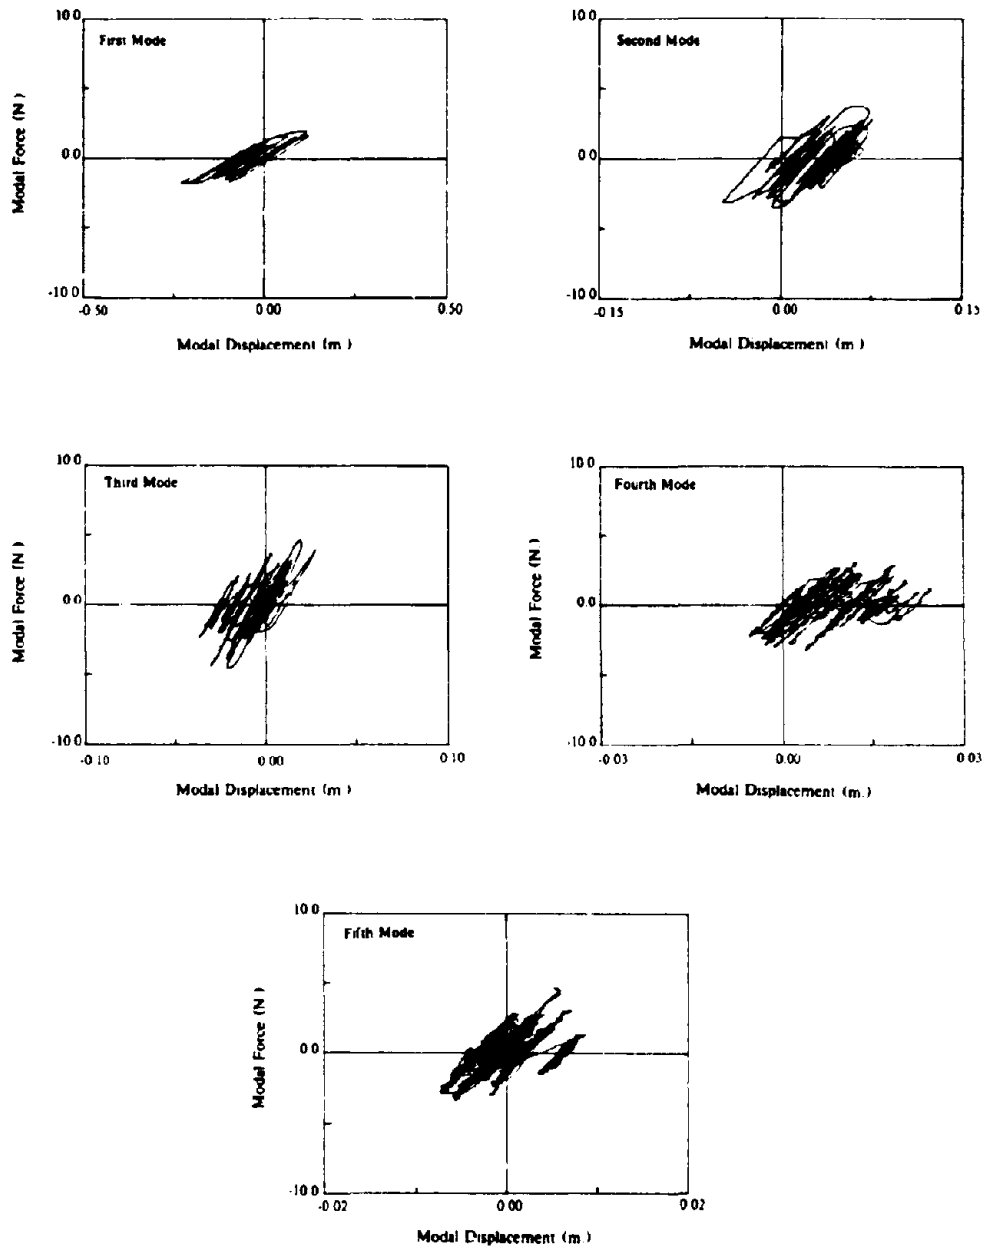 10.0
First Mode
Modal Force (N.)
0.0
-10.0
-0.50
0.00
0.50
Modal Displacement (m.)
10.0
Second Mode
0.0
-10.0
-0.15
0.00
0.15
Modal Displacement (m.)
10.0
Third Mode
Modal Force (N.)
0.0
-10.0
-0.10
0.00
0.10
Modal Displacement (m.)
10.0
Fourth Mode
Modal Force (N.)
0.0
-10.0
-0.03
0.00
0.03
Modal Displacement (m.)
10.0
Fifth Mode
Modal Force (N.)
0.0
-10.0
-0.02
0.00
0.02
Modal Displacement (m.)